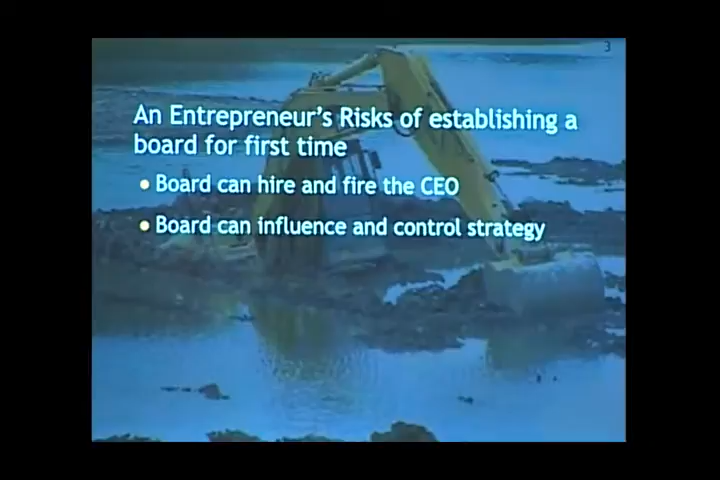 3
An Entrepreneur's Risks of establishing a
board for first time
• Board can hire and fire the CEO
• Board can influence and control strategy